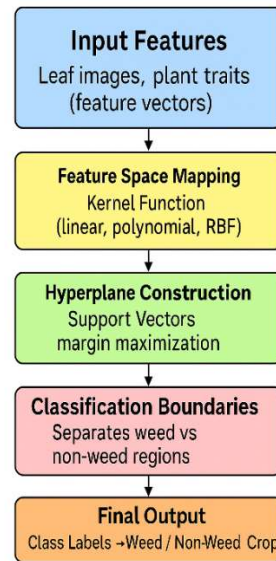 Input Features
Leaf images, plant traits
(feature vectors)
Feature Space Mapping
Kernel Function
(linear, polynomial, RBF)
Hyperplane Construction
Support Vectors
margin maximization
Classification Boundaries
Separates weed vs
non-weed regions
Final Output
Class Labels →Weed / Non-Weed Crop